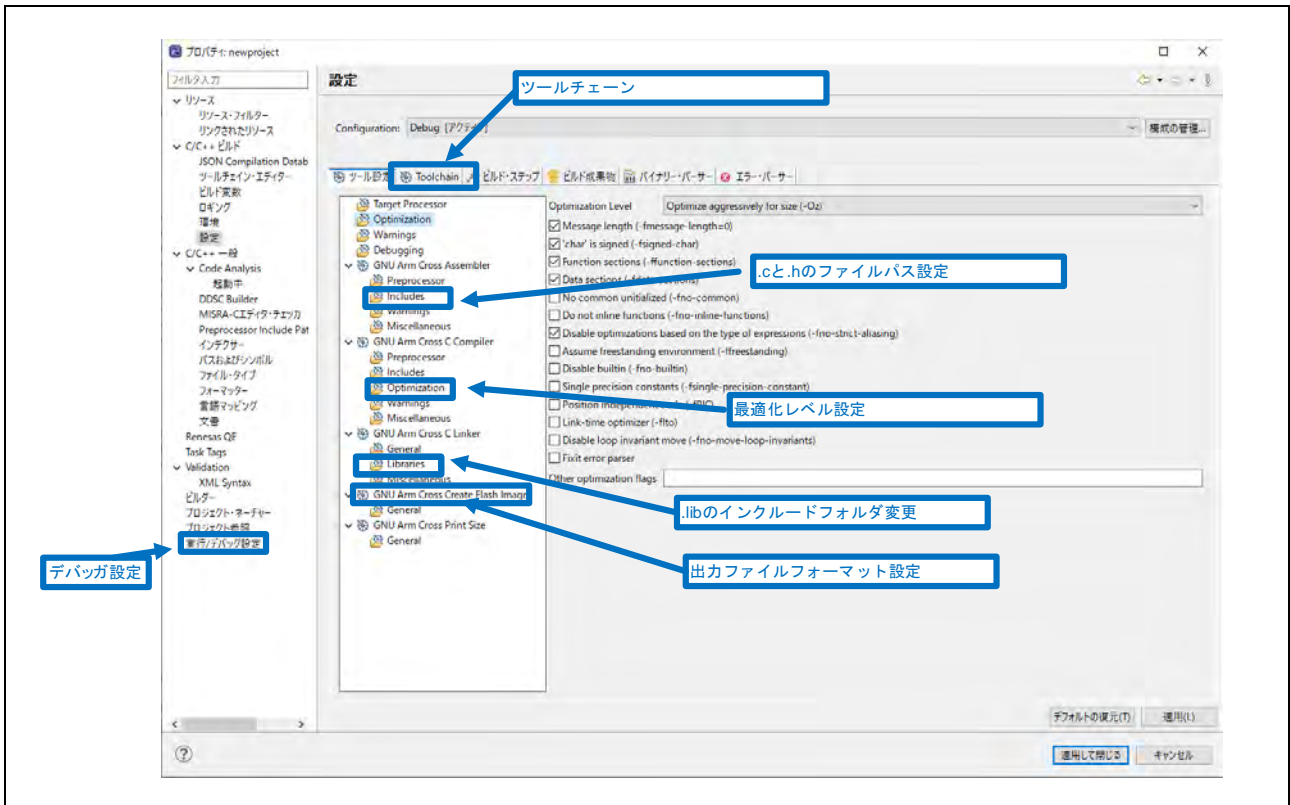 プロパティ: newproject
フィルタ入力
設定
ツールチェーン
リソース
リソース・フィルター
リンクされたリソース
C/C++ ビルド
JSON Compilation Datab
ツールチェイン・エディター
ビルド変数
ロギング
環境
設定
C/C++ 一般
Code Analysis
起動中
DDSC Builder
MISRA-Cエディタ・チェッカ
Preprocessor Include Pat
インデクサー
パスおよびシンボル
ファイル・タイプ
フォーマッター
言語マッピング
文書
Renesas QE
Task Tags
Validation
XML Syntax
ビルダー
プロジェクト・ネーチャー
プロジェクト参照
実行/デバッグ設定
デバッガ設定
Configuration: Debug [アクティブ]
構成の管理...
ツール設定 Toolchain ビルド・ステップ ビルド成果物 バイナリー・パーサー エラー・パーサー
Target Processor
Optimization
Warnings
Debugging
GNU Arm Cross Assembler
Preprocessor
Includes
Warnings
Miscellaneous
GNU Arm Cross C Compiler
Preprocessor
Includes
Optimization
Warnings
Miscellaneous
GNU Arm Cross C Linker
General
Libraries
Miscellaneous
GNU Arm Cross Create Flash Image
General
GNU Arm Cross Print Size
General
Optimization Level Optimize aggressively for size (-Oz)
Message length (-fmessage-length=0)
'char' is signed (-fsigned-char)
Function sections (-ffunction-sections)
Data sections (-fdata-sections)
No common unitialized (-fno-common)
Do not inline functions (-fno-inline-functions)
Disable optimizations based on the type of expressions (-fno-strict-aliasing)
Assume freestanding environment (-ffreestanding)
Disable builtin (-fno-builtin)
Single precision constants (-fsingle-precision-constant)
Position independent code (-fPIC)
Link-time optimizer (-flto)
Disable loop invariant move (-fno-move-loop-invariants)
Fixit error parser
Other optimization flags
.cと.hのファイルパス設定
最適化レベル設定
.libのインクルードフォルダ変更
出力ファイルフォーマット設定
デフォルトの復元(T) 適用(L)
適用して閉じる キャンセル